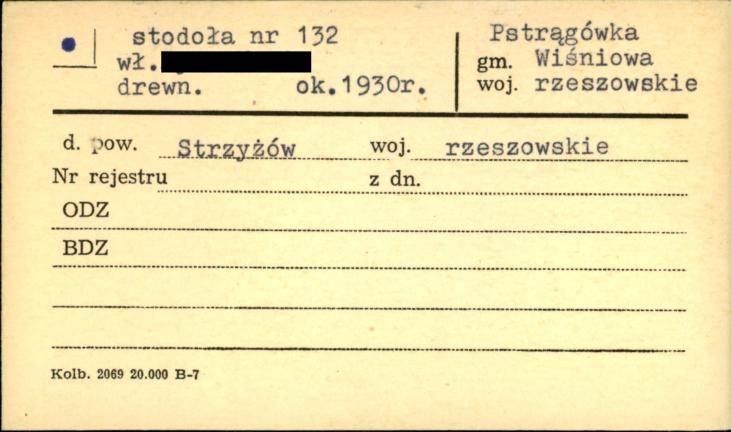 stodoła nr 132
wł.
drewn. ok.1930r.
Pstrągówka
gm. Wiśniowa
woj. rzeszowskie
d. pow. Strzyżów woj. rzeszowskie
Nr rejestru z dn.
ODZ
BDZ
Kolb. 2069 20.000 B-7